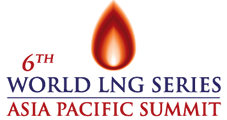 6TH
WORLD LNG SERIES
ASIA PACIFIC SUMMIT